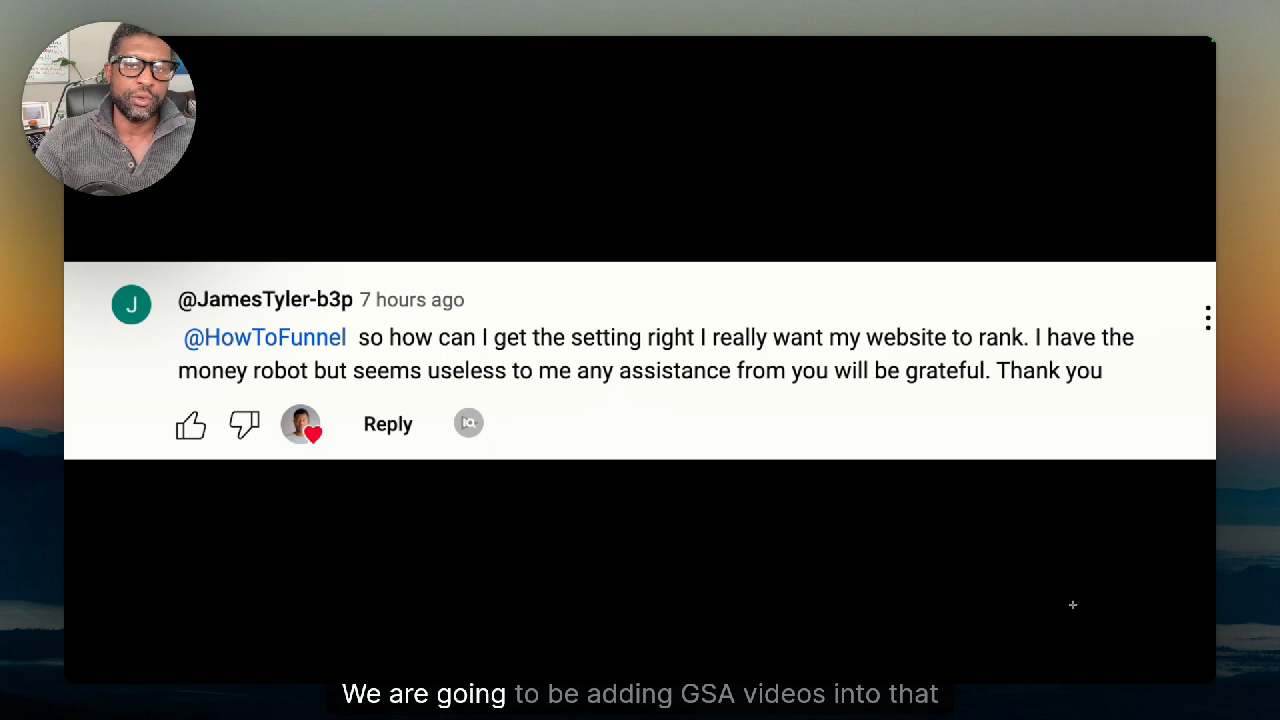 @JamesTyler-b3p 7 hours ago
@HowToFunnel so how can I get the setting right I really want my website to rank. I have the
money robot but seems useless to me any assistance from you will be grateful. Thank you
Reply
We are going to be adding GSA videos into that